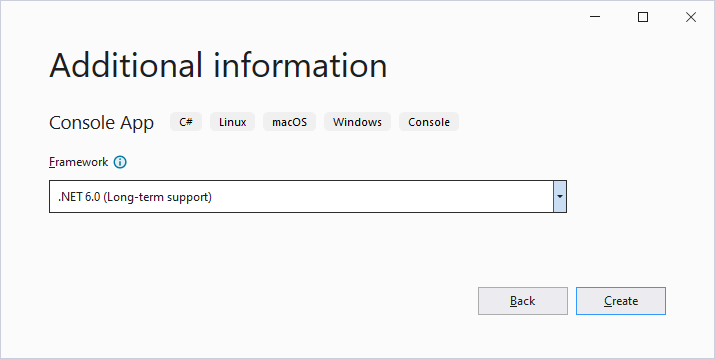 Additional information
Console App C# Linux macOS Windows Console
Framework
.NET 6.0 (Long-term support)
Back Create